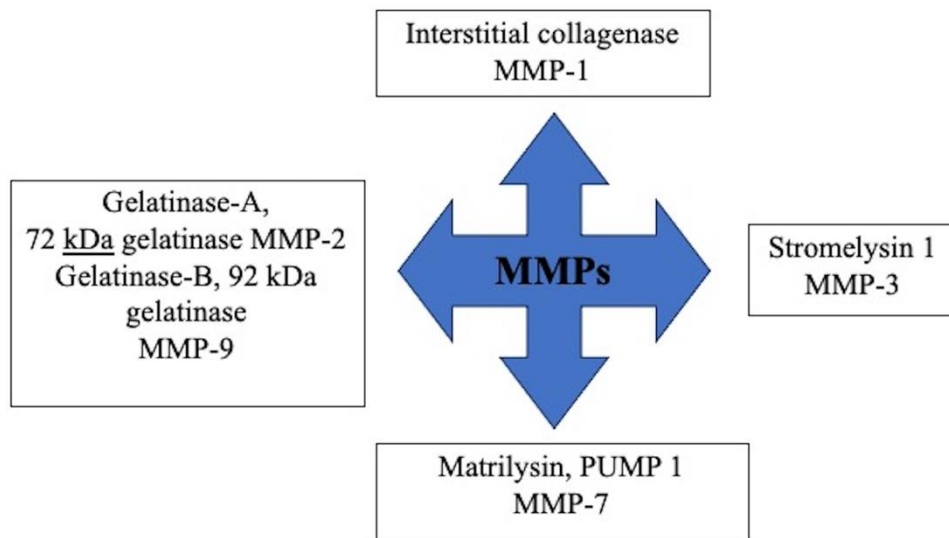 Interstitial collagenase
MMP-1
Gelatinase-A,
72 kDa gelatinase MMP-2
Gelatinase-B, 92 kDa
gelatinase
MMP-9
MMPs
Stromelysin 1
MMP-3
Matrilysin, PUMP 1
MMP-7